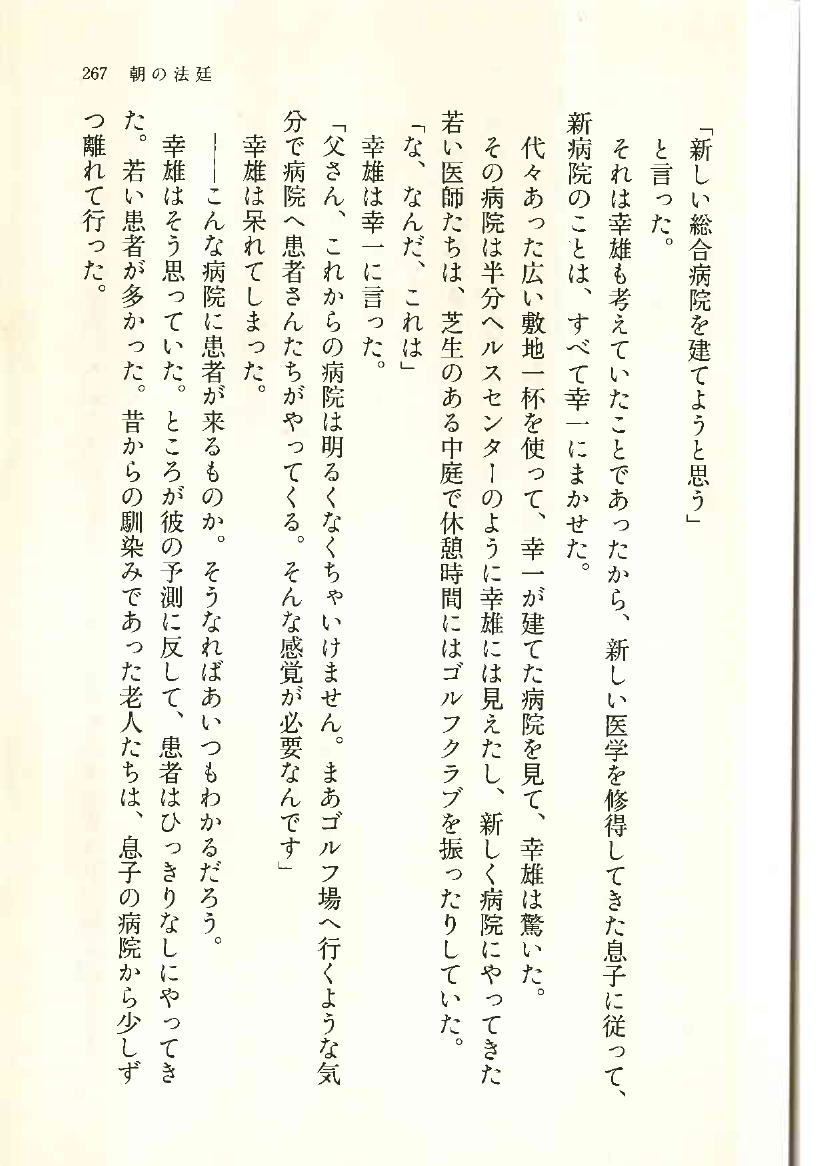 267 朝の法廷
「新しい総合病院を建てようと思う」
と言った。
それは幸雄も考えていたことであったから、新しい医学を修得してきた息子に従って、
新病院のことは、すべて幸一にまかせた。
代々あった広い敷地一杯を使って、幸一が建てた病院を見て、幸雄は驚いた。
その病院は半分ヘルスセンターのように幸雄には見えたし、新しく病院にやってきた
若い医師たちは、芝生のある中庭で休憩時間にはゴルフクラブを振ったりしていた。
「な、なんだ、これは」
幸雄は幸一に言った。
「父さん、これからの病院は明るくなくちゃいけません。まあゴルフ場へ行くような気
分で病院へ患者さんたちがやってくる。そんな感覚が必要なんです」
幸雄は呆れてしまった。
――こんな病院に患者が来るものか。そうなればあいつもわかるだろう。
幸雄はそう思っていた。ところが彼の予測に反して、患者はひっきりなしにやってき
た。若い患者が多かった。昔からの馴染みであった老人たちは、息子の病院から少しず
つ離れて行った。